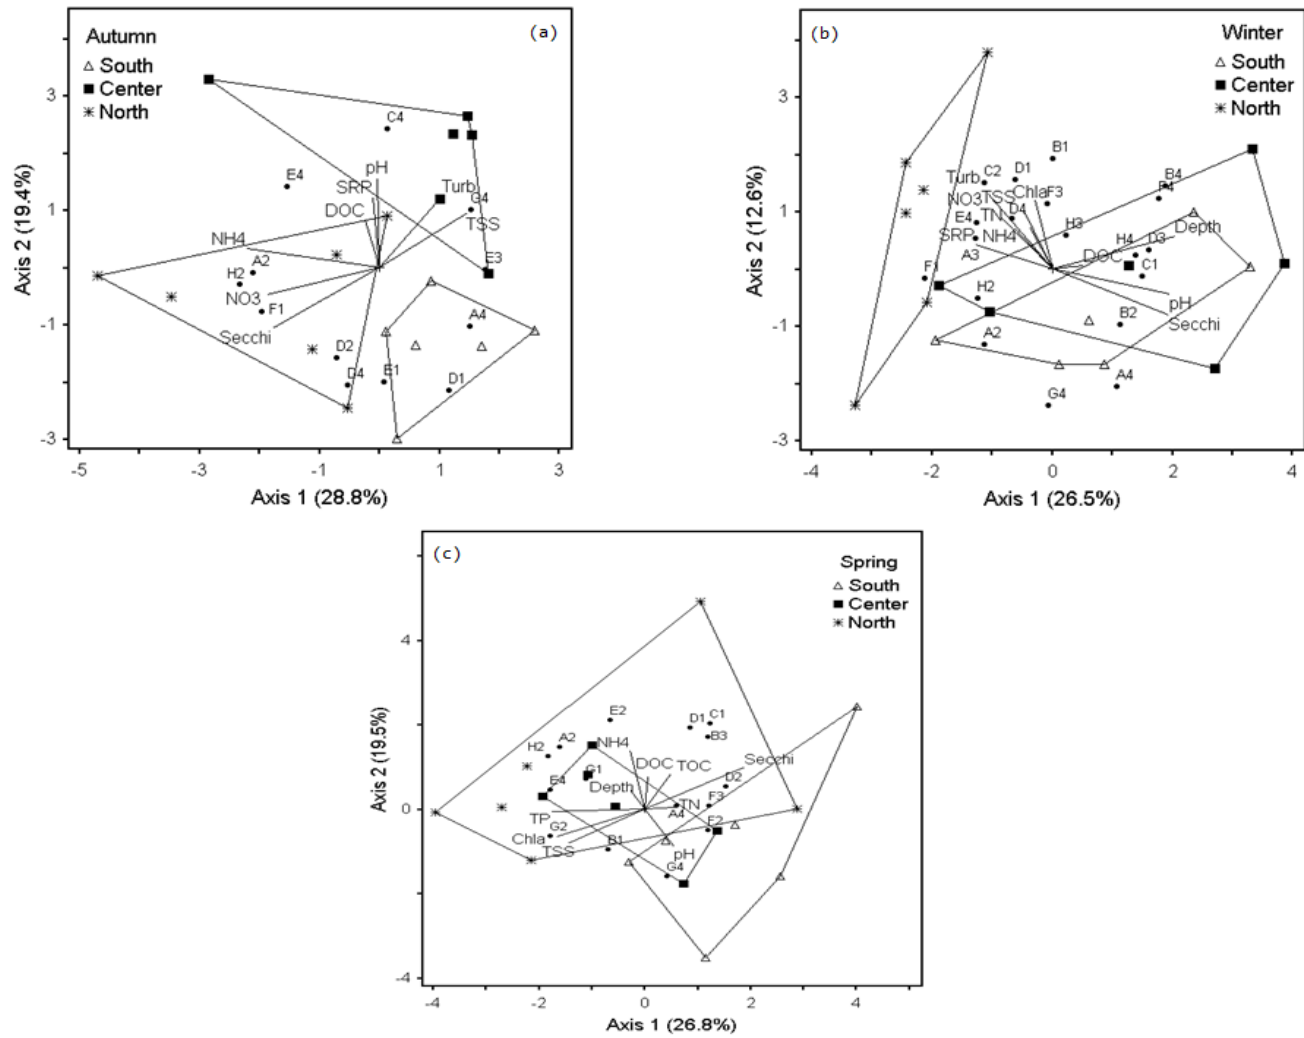 Autumn
South
Center
North
(a)
3
1
-1
-3
Axis 2 (19.4%)
C4
E4
pH
SRP
DOC
Turb
G4
TSS
NH4
A2
H2
NO3
F1
Secchi
E3
A4
D2
D4
E1
D1
-5
-3
-1
1
3
Axis 1 (28.8%)
(b)
Winter
South
Center
North
3
1
-1
-3
Axis 2 (12.6%)
B1
Turb
C2
D1
NO3
TSS
Chla
F3
E4
TN
D4
SRP
NH4
A3
H3
B4
Depth
H4
D3
DOC
C1
F1
H2
pH
Secchi
B2
A2
A4
G4
-4
-2
0
2
4
Axis 1 (26.5%)
(c)
Spring
South
Center
North
4
0
-4
Axis 2 (19.5%)
E2
D1
C1
B3
H2
A2
NH4
DOC
TOC
Secchi
G1
E4
Depth
D2
F3
TN
A4
TP
G2
Chla
TSS
B1
F2
pH
G4
-4
-2
0
2
4
Axis 1 (26.8%)